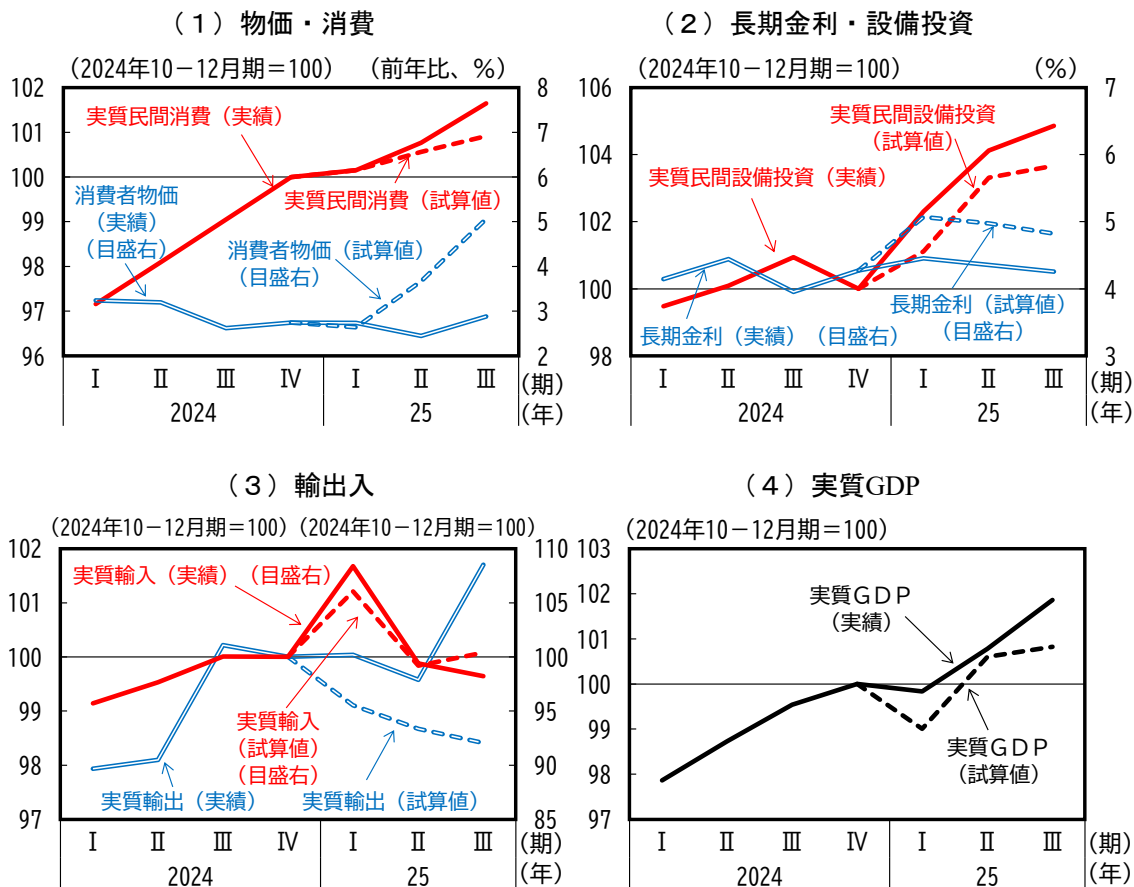 （１）物価・消費
（2024年10－12月期＝100）
（前年比、％）
102
101
100
99
98
97
96
8
7
6
5
4
3
2
実質民間消費（実績）
消費者物価
（実績）
（目盛右）
実質民間消費（試算値）
消費者物価（試算値）
（目盛右）
Ⅰ Ⅱ Ⅲ Ⅳ Ⅰ Ⅱ Ⅲ (期)
2024 25 (年)
（２）長期金利・設備投資
（2024年10－12月期＝100）
（％）
106
104
102
100
98
7
6
5
4
3
実質民間設備投資
（試算値）
実質民間設備投資（実績）
長期金利（試算値）
（目盛右）
長期金利（実績）（目盛右）
Ⅰ Ⅱ Ⅲ Ⅳ Ⅰ Ⅱ Ⅲ (期)
2024 25 (年)
（３）輸出入
（2024年10－12月期＝100）
（2024年10－12月期＝100）
102
101
100
99
98
97
110
105
100
95
90
85
実質輸入（実績）（目盛右）
実質輸入
（試算値）
（目盛右）
実質輸出（実績）
実質輸出（試算値）
Ⅰ Ⅱ Ⅲ Ⅳ Ⅰ Ⅱ Ⅲ (期)
2024 25 (年)
（４）実質GDP
（2024年10－12月期＝100）
103
102
101
100
99
98
97
実質ＧＤＰ
（実績）
実質ＧＤＰ
（試算値）
Ⅰ Ⅱ Ⅲ Ⅳ Ⅰ Ⅱ Ⅲ (期)
2024 25 (年)